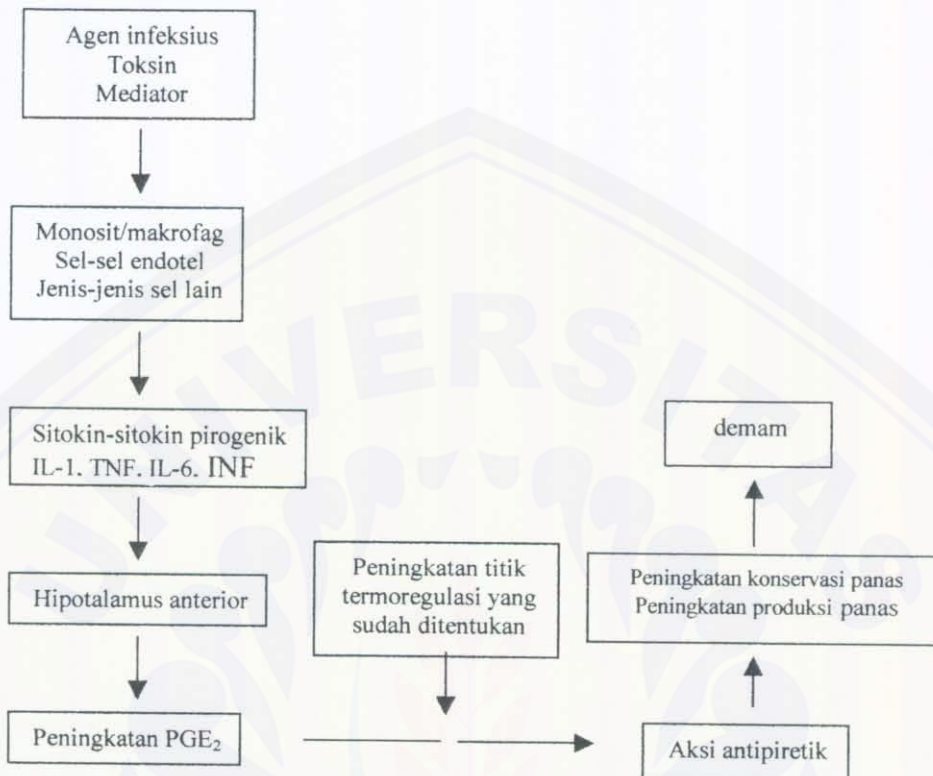 Agen infeksius
Toksin
Mediator
Monosit/makrofag
Sel-sel endotel
Jenis-jenis sel lain
Sitokin-sitokin pirogenik
IL-1. TNF. IL-6. INF
Hipotalamus anterior
Peningkatan PGE₂
Peningkatan titik
termoregulasi yang
sudah ditentukan
Aksi antipiretik
Peningkatan konservasi panas
Peningkatan produksi panas
demam
UNIVERSITAS